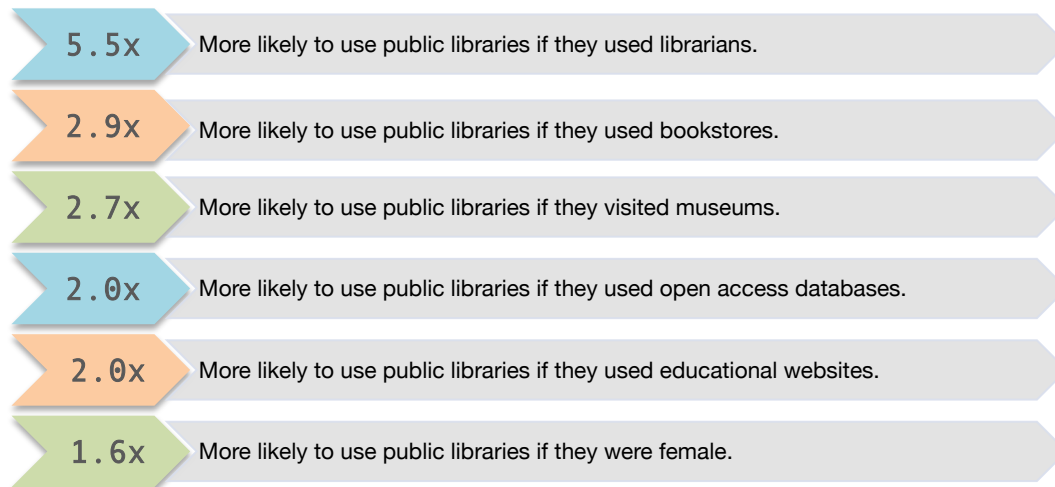 5.5x More likely to use public libraries if they used librarians.
2.9x More likely to use public libraries if they used bookstores.
2.7x More likely to use public libraries if they visited museums.
2.0x More likely to use public libraries if they used open access databases.
2.0x More likely to use public libraries if they used educational websites.
1.6x More likely to use public libraries if they were female.